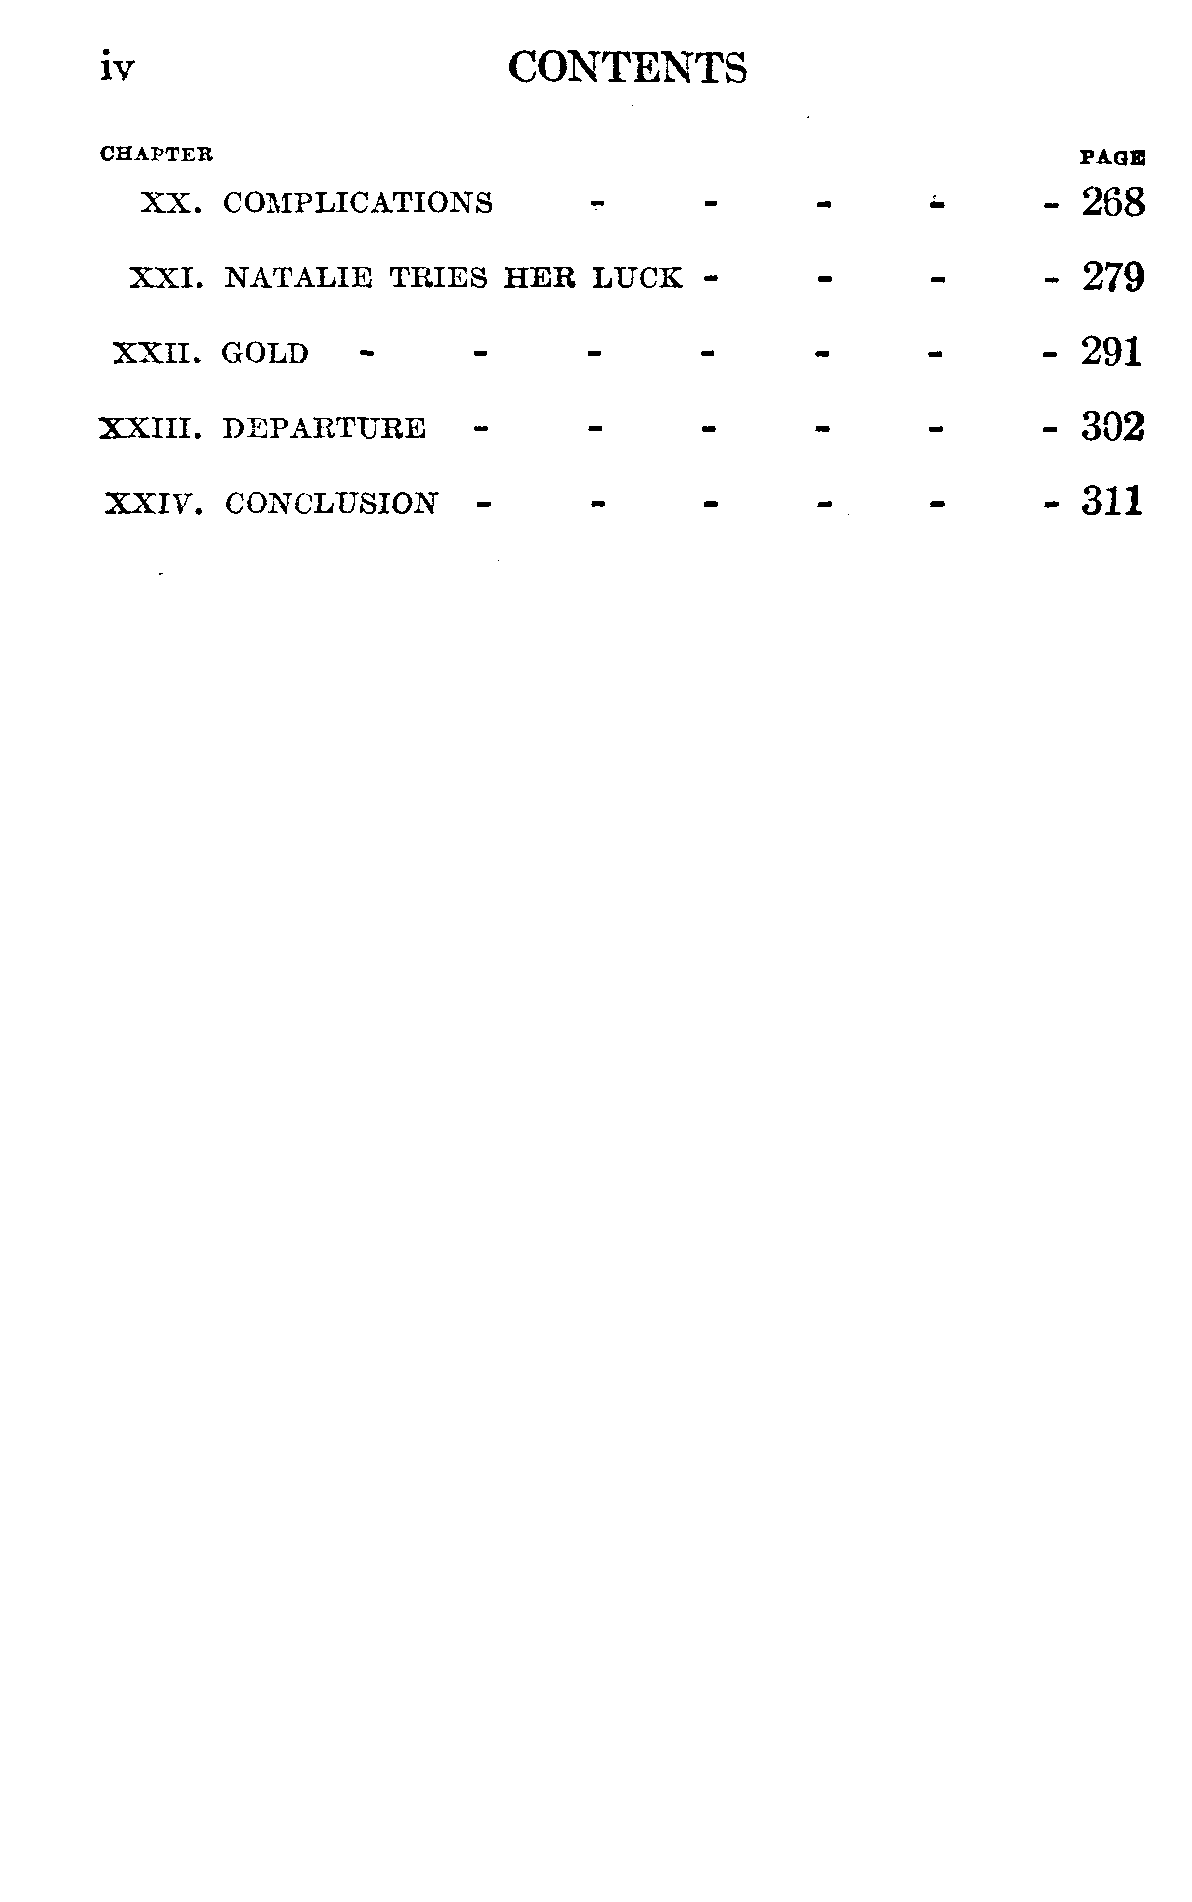 iv CONTENTS
CHAPTER PAGE
XX. COMPLICATIONS - - - - - 268
XXI. NATALIE TRIES HER LUCK - - - - 279
XXII. GOLD - - - - - - - 291
XXIII. DEPARTURE - - - - - - 302
XXIV. CONCLUSION - - - - - - 311